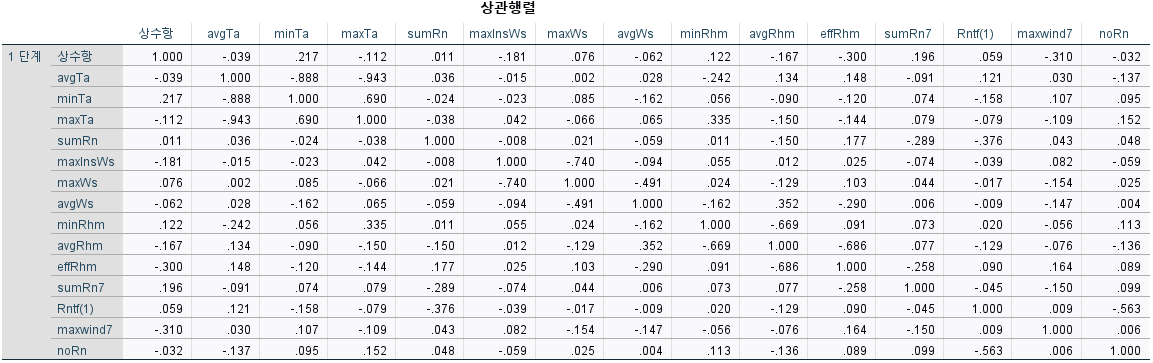 상관행렬
상수항 avgTa minTa maxTa sumRn maxInsWs maxWs avgWs minRhm avgRhm effRhm sumRn7 Rntf(1) maxwind7 noRn
1 단계 상수항 1.000 -.039 .217 -.112 .011 -.181 .076 -.062 .122 -.167 -.300 .196 .059 -.310 -.032
avgTa -.039 1.000 -.888 -.943 .036 -.015 .002 .028 -.242 .134 .148 -.091 .121 .030 -.137
minTa .217 -.888 1.000 .690 -.024 -.023 .085 -.162 .056 -.090 -.120 .074 -.158 .107 .095
maxTa -.112 -.943 .690 1.000 -.038 .042 -.066 .065 .335 -.150 -.144 .079 -.079 -.109 .152
sumRn .011 .036 -.024 -.038 1.000 -.008 .021 -.059 .011 -.150 .177 -.289 -.376 .043 .048
maxInsWs -.181 -.015 -.023 .042 -.008 1.000 -.740 -.094 .055 .012 .025 -.074 -.039 .082 -.059
maxWs .076 .002 .085 -.066 .021 -.740 1.000 -.491 .024 -.129 .103 .044 -.017 -.154 .025
avgWs -.062 .028 -.162 .065 -.059 -.094 -.491 1.000 -.162 .352 -.290 .006 -.009 -.147 .004
minRhm .122 -.242 .056 .335 .011 .055 .024 -.162 1.000 -.669 .091 .073 .020 -.056 .113
avgRhm -.167 .134 -.090 -.150 -.150 .012 -.129 .352 -.669 1.000 -.686 .077 -.129 -.076 -.136
effRhm -.300 .148 -.120 -.144 .177 .025 .103 -.290 .091 -.686 1.000 -.258 .090 .164 .089
sumRn7 .196 -.091 .074 .079 -.289 -.074 .044 .006 .073 .077 -.258 1.000 -.045 -.150 .099
Rntf(1) .059 .121 -.158 -.079 -.376 -.039 -.017 -.009 .020 -.129 .090 -.045 1.000 .009 -.563
maxwind7 -.310 .030 .107 -.109 .043 .082 -.154 -.147 -.056 -.076 .164 -.150 .009 1.000 .006
noRn -.032 -.137 .095 .152 .048 -.059 .025 .004 .113 -.136 .089 .099 -.563 .006 1.000